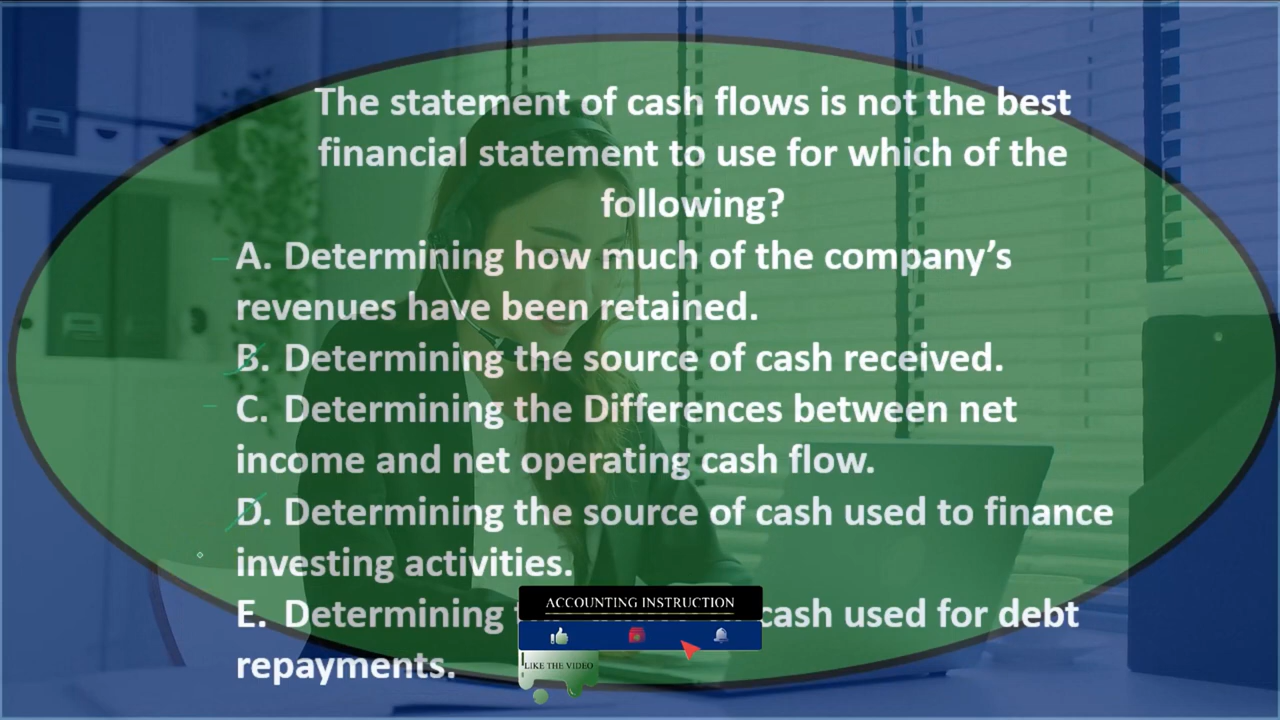 The statement of cash flows is not the best
financial statement to use for which of the
following?
A. Determining how much of the company’s
revenues have been retained.
B. Determining the source of cash received.
C. Determining the Differences between net
income and net operating cash flow.
D. Determining the source of cash used to finance
investing activities.
E. Determining cash used for debt
repayments.
ACCOUNTING INSTRUCTION
LIKE THE VIDEO